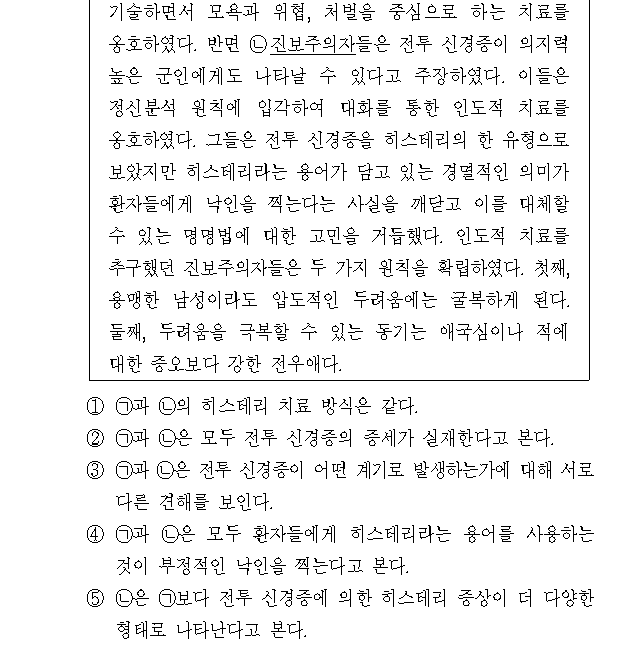 기술하면서 모욕과 위협, 처벌을 중심으로 하는 치료를
옹호하였다. 반면 ㉡진보주의자들은 전투 신경증이 의지력
높은 군인에게도 나타날 수 있다고 주장하였다. 이들은
정신분석 원칙에 입각하여 대화를 통한 인도적 치료를
옹호하였다. 그들은 전투 신경증을 히스테리의 한 유형으로
보았지만 히스테리라는 용어가 담고 있는 경멸적인 의미가
환자들에게 낙인을 찍는다는 사실을 깨닫고 이를 대체할
수 있는 명명법에 대한 고민을 거듭했다. 인도적 치료를
추구했던 진보주의자들은 두 가지 원칙을 확립하였다. 첫째,
용맹한 남성이라도 압도적인 두려움에는 굴복하게 된다.
둘째, 두려움을 극복할 수 있는 동기는 애국심이나 적에
대한 증오보다 강한 전우애다.
① ㉠과 ㉡의 히스테리 치료 방식은 같다.
② ㉠과 ㉡은 모두 전투 신경증의 증세가 실재한다고 본다.
③ ㉠과 ㉡은 전투 신경증이 어떤 계기로 발생하는가에 대해 서로
다른 견해를 보인다.
④ ㉠과 ㉡은 모두 환자들에게 히스테리라는 용어를 사용하는
것이 부정적인 낙인을 찍는다고 본다.
⑤ ㉡은 ㉠보다 전투 신경증에 의한 히스테리 증상이 더 다양한
형태로 나타난다고 본다.